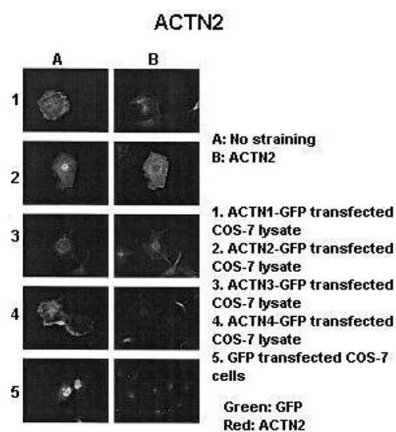 ACTN2
A B
1
2
3
4
5
A: No straining
B: ACTN2
1. ACTN1-GFP transfected
COS-7 lysate
2. ACTN2-GFP transfected
COS-7 lysate
3. ACTN3-GFP transfected
COS-7 lysate
4. ACTN4-GFP transfected
COS-7 lysate
5. GFP transfected COS-7
cells
Green: GFP
Red: ACTN2